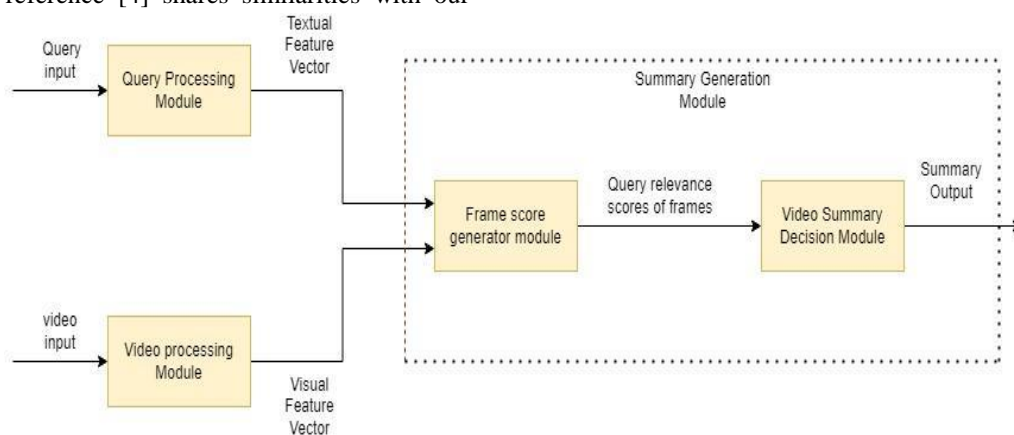 reference [4] shares similarities with our
Textual
Feature
Vector
Query
input
Query Processing
Module
Summary Generation
Module
Frame score
generator module
Query relevance
scores of frames
Video Summary
Decision Module
Summary
Output
video
input
Video processing
Module
Visual
Feature
Vector